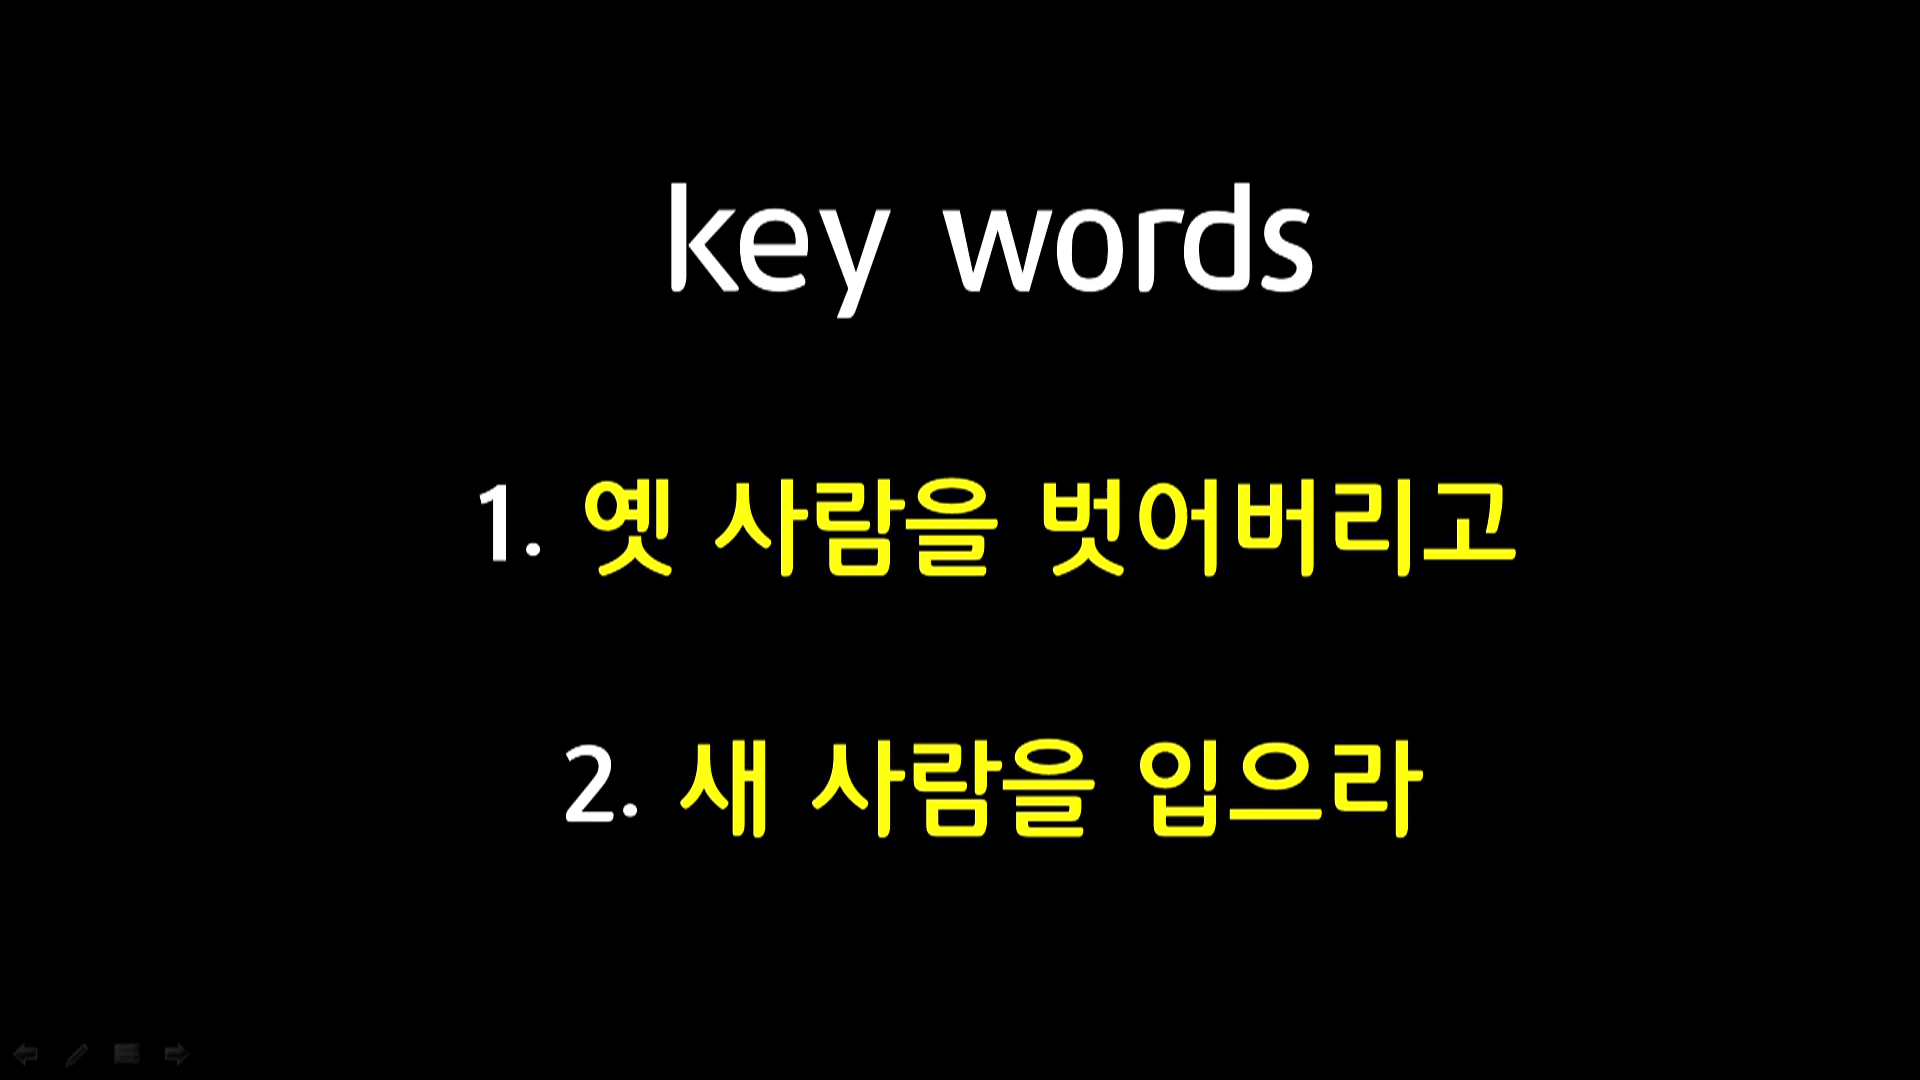 key words
1. 옛 사람을 벗어버리고
2. 새 사람을 입으라